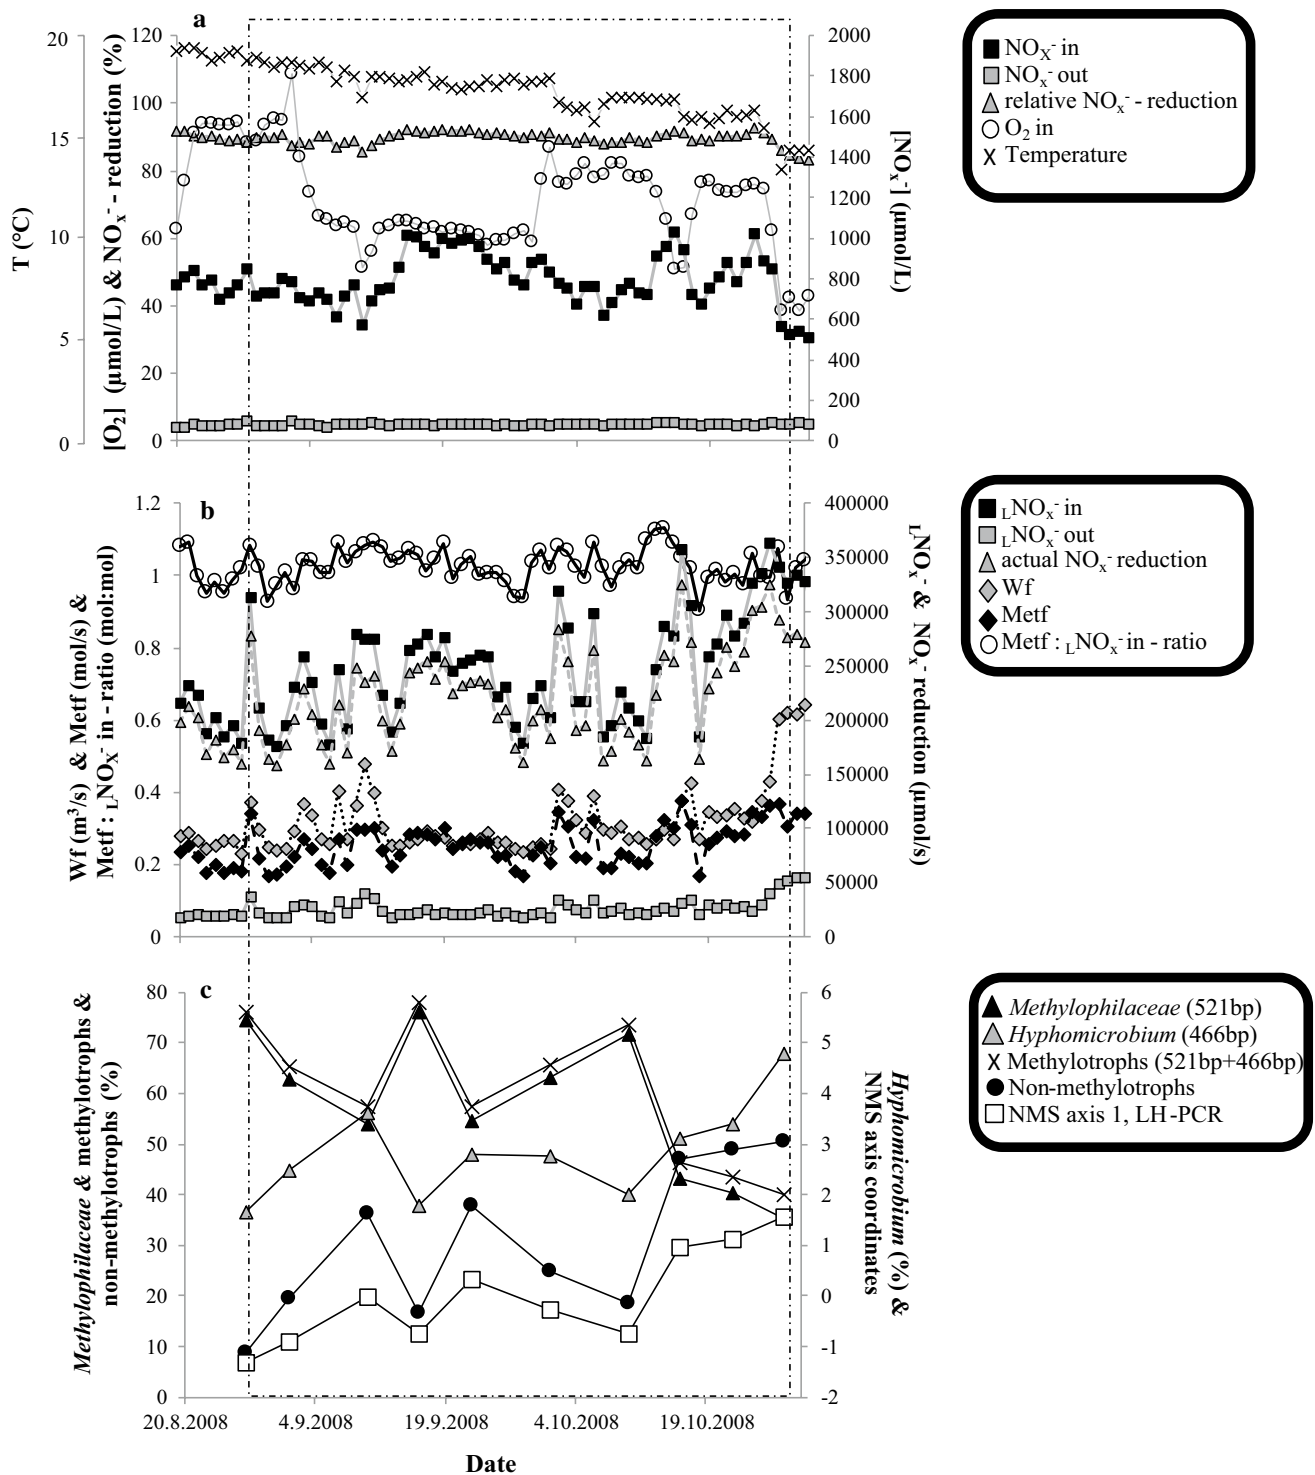 a
T (°C)
[O2] (µmol/L) & NOx- - reduction (%)
20
15
10
5
0
120
100
80
60
40
20
0
2000
1800
1600
1400
1200
1000
800
600
400
200
0
[NOx-] (µmol/L)
NOX- in
NOx- out
relative NOx- - reduction
O2 in
Temperature
b
Wf (m3/s) & Metf (mol/s) &
Metf : LNOx- in - ratio (mol:mol)
1.2
1
0.8
0.6
0.4
0.2
0
400000
350000
300000
250000
200000
150000
100000
50000
0
LNOx- & NOx- reduction (µmol/s)
LNOx- in
LNOx- out
actual NOx- reduction
Wf
Metf
Metf : LNOx- in - ratio
c
Methylophilaceae & methylotrophs &
non-methylotrophs (%)
80
70
60
50
40
30
20
10
0
6
5
4
3
2
1
0
-1
-2
Hyphomicrobium (%) &
NMS axis coordinates
Methylophilaceae (521bp)
Hyphomicrobium (466bp)
Methylotrophs (521bp+466bp)
Non-methylotrophs
NMS axis 1, LH-PCR
20.8.2008
4.9.2008
19.9.2008
4.10.2008
19.10.2008
Date